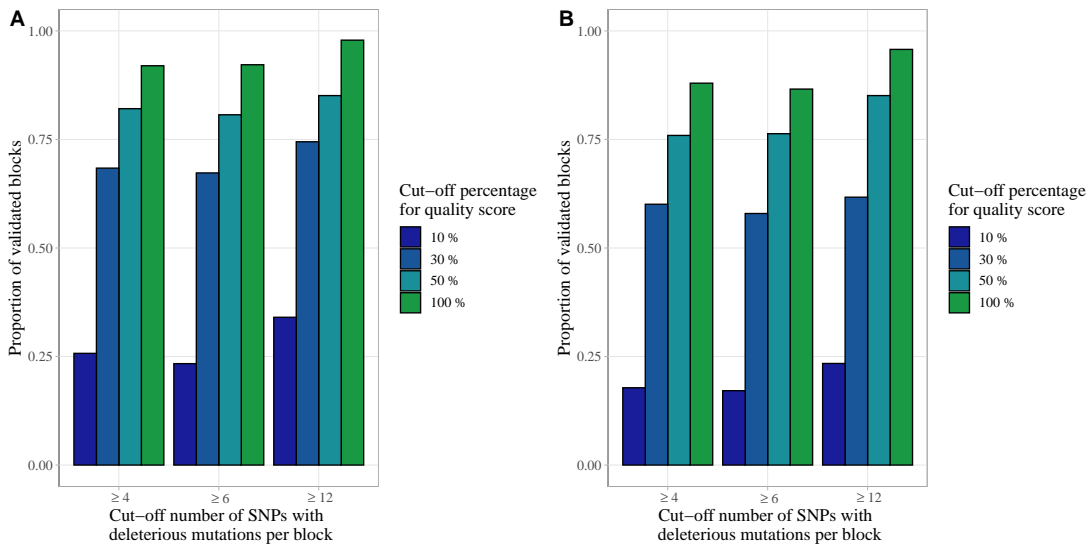 A
Proportion of validated blocks
1.00
0.75
0.50
0.25
0.00
≥ 4
≥ 6
≥ 12
Cut−off number of SNPs with
deleterious mutations per block
Cut−off percentage
for quality score
10 %
30 %
50 %
100 %
B
Proportion of validated blocks
1.00
0.75
0.50
0.25
0.00
≥ 4
≥ 6
≥ 12
Cut−off number of SNPs with
deleterious mutations per block
Cut−off percentage
for quality score
10 %
30 %
50 %
100 %